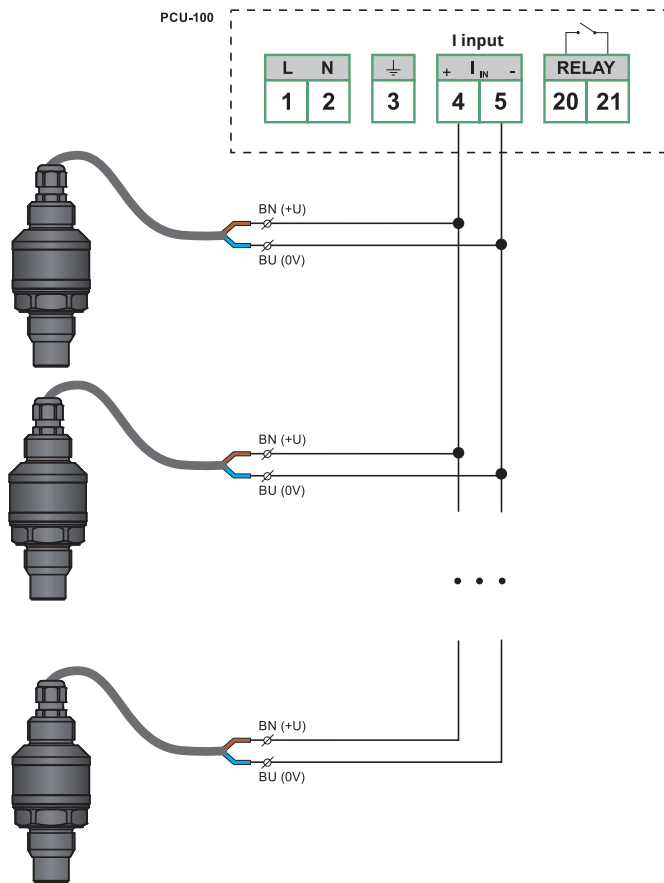 PCU-100
I input
L N
+ I IN -
RELAY
1 2 3 4 5 20 21
BN (+U)
BU (0V)
BN (+U)
BU (0V)
BN (+U)
BU (0V)